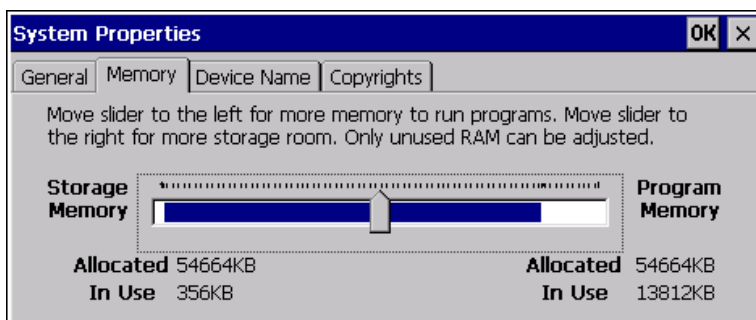 System Properties OK ×
General Memory Device Name Copyrights
Move slider to the left for more memory to run programs. Move slider to
the right for more storage room. Only unused RAM can be adjusted.
Storage Program
Memory Memory
Allocated 54664KB Allocated 54664KB
In Use 356KB In Use 13812KB